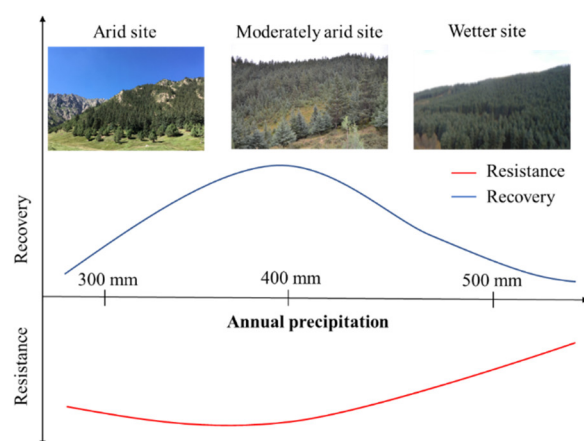 Arid site
Moderately arid site
Wetter site
Resistance
Recovery
Recovery
300 mm
400 mm
500 mm
Annual precipitation
Resistance